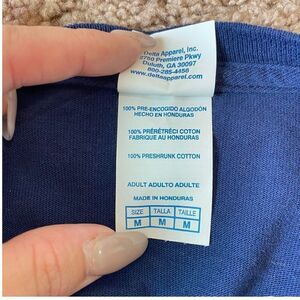 Delta Apparel, Inc.
2750 Premiere Pkwy
Duluth, GA 30097
800-285-4456
www.deltaapparel.com
100% PRE-ENCOGIDO ALGODÓN
HECHO EN HONDURAS
100% PRÉRÉTRÉCI COTON
FABRIQUE AU HONDURAS
100% PRESHRUNK COTTON
ADULT ADULTO ADULTE
MADE IN HONDURAS
SIZE TALLA TAILLE
M M M